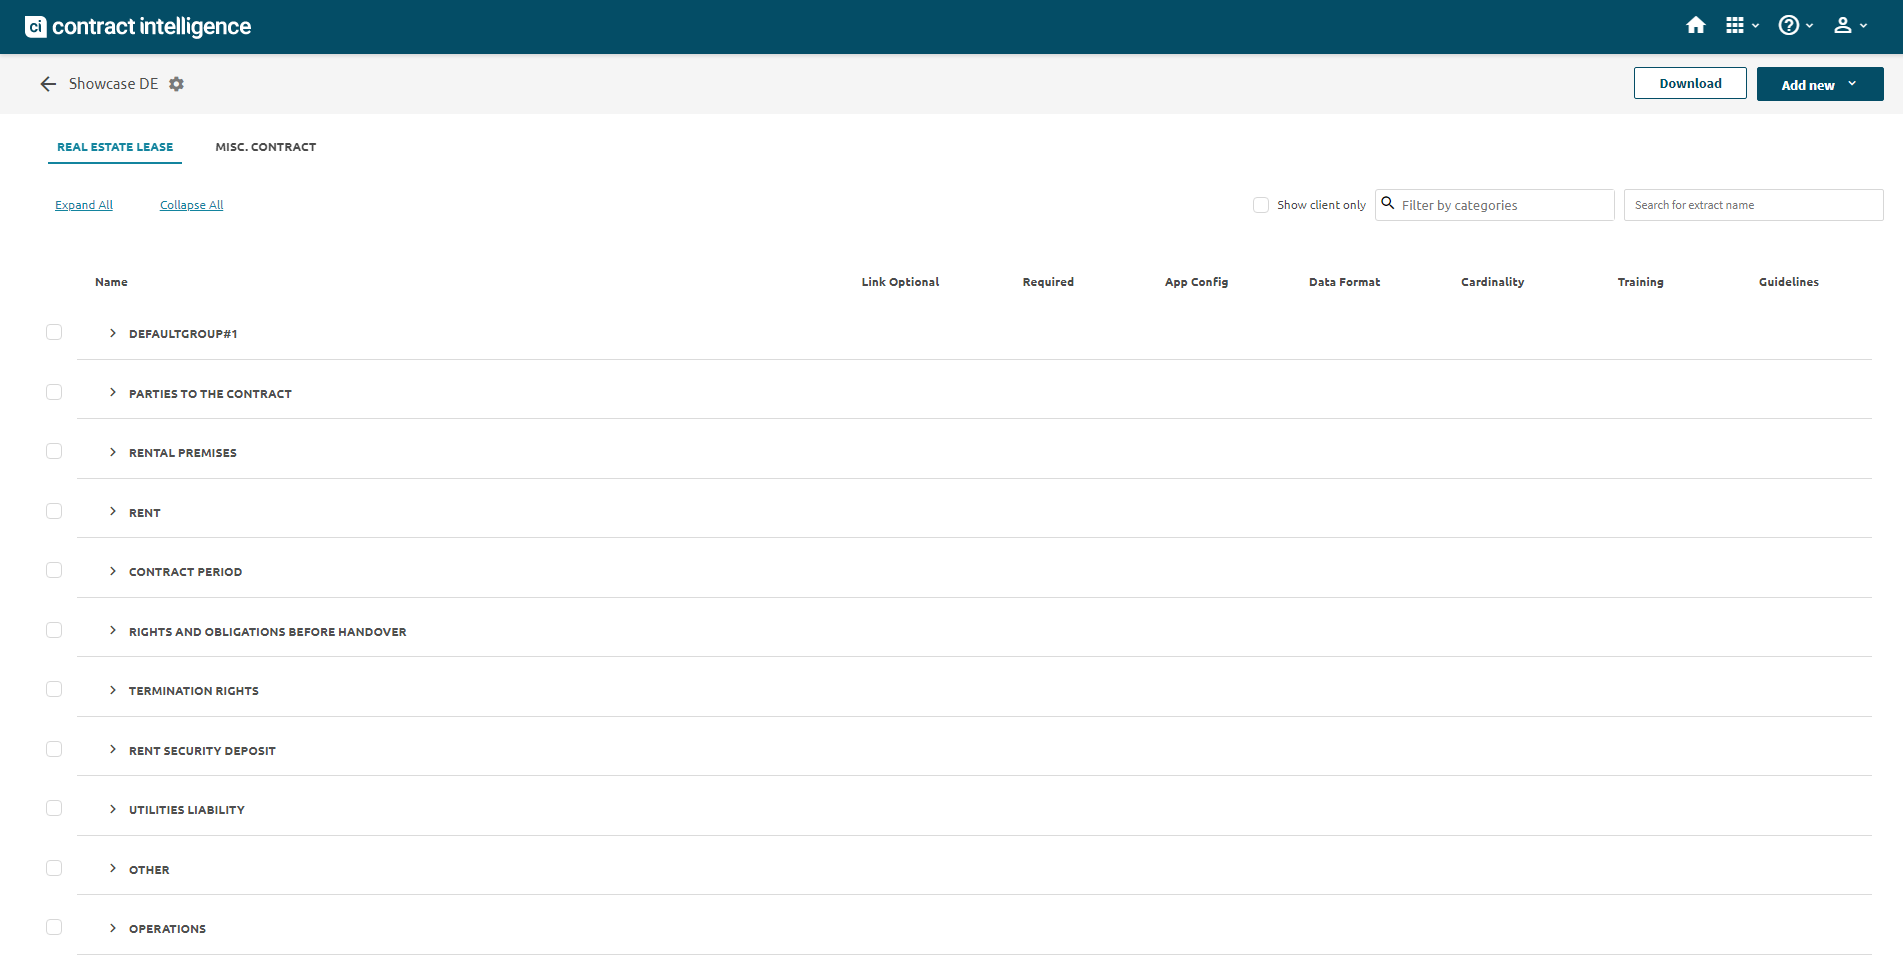 ci contract intelligence
Showcase DE
Download
Add new
REAL ESTATE LEASE
MISC. CONTRACT
Expand All
Collapse All
Show client only
Filter by categories
Search for extract name
Name
Link Optional
Required
App Config
Data Format
Cardinality
Training
Guidelines
DEFAULTGROUP#1
PARTIES TO THE CONTRACT
RENTAL PREMISES
RENT
CONTRACT PERIOD
RIGHTS AND OBLIGATIONS BEFORE HANDOVER
TERMINATION RIGHTS
RENT SECURITY DEPOSIT
UTILITIES LIABILITY
OTHER
OPERATIONS